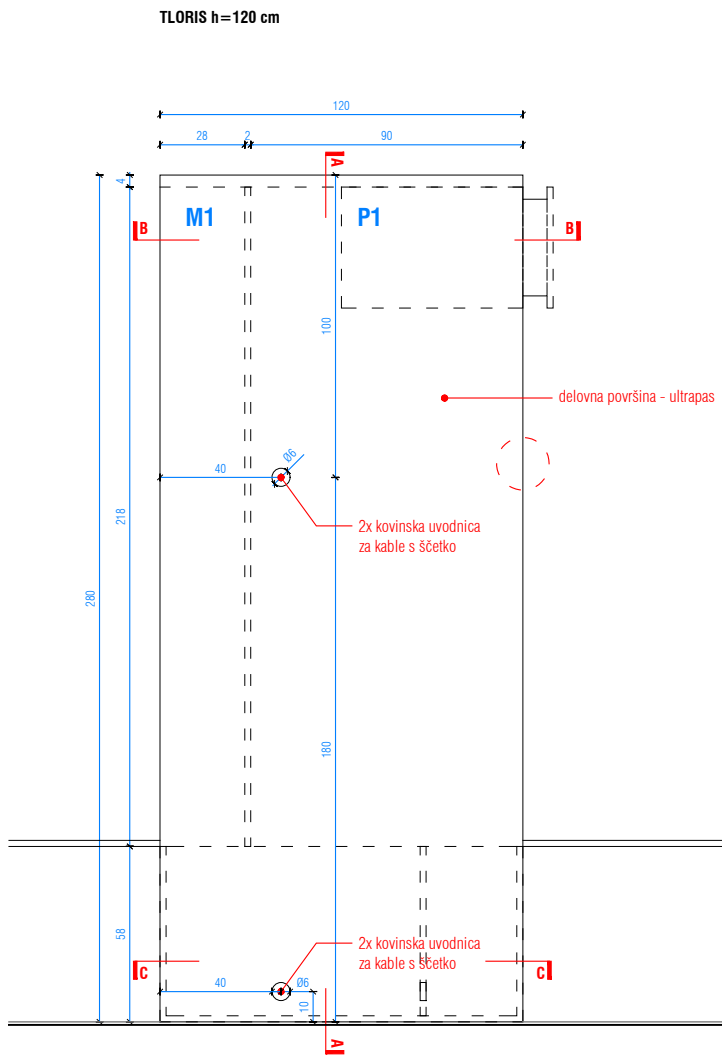 TLORIS h=120 cm
120
28
2
90
A
4
M1
P1
B
B
100
delovna površina - ultrapas
Ø6
40
2x kovinska uvodnica
za kable s ščetko
218
280
180
2x kovinska uvodnica
za kable s ščetko
58
C
C
40
Ø6
10
A